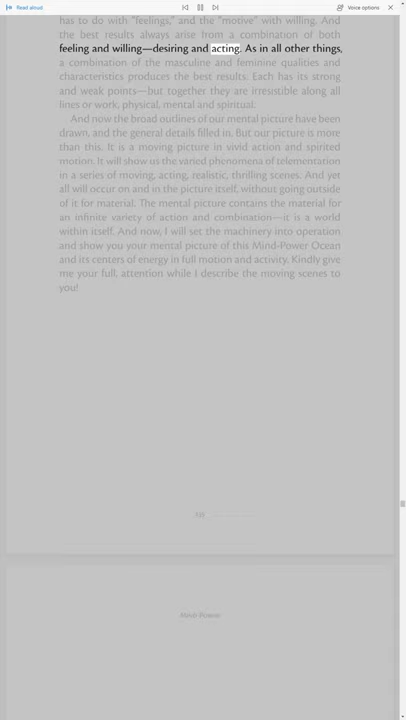 Read aloud
Voice options
has to do with "feelings," and the "motive" with willing. And
the best results always arise from a combination of both
feeling and willing—desiring and acting. As in all other things,
a combination of the masculine and feminine qualities and
characteristics produces the best results. Each has its strong
and weak points—but together they are irresistible along all
lines or work, physical, mental and spiritual.
And now the broad outlines of our mental picture have been
drawn, and the general details filled in. But our picture is more
than this. It is a moving picture in vivid action and spirited
motion. It will show us the varied phenomena of telementation
in a series of moving, acting, realistic, thrilling scenes. And yet
all will occur on and in the picture itself, without going outside
of it for material. The mental picture contains the material for
an infinite variety of action and combination—it is a world
within itself. And now, I will set the machinery into operation
and show you your mental picture of this Mind-Power Ocean
and its centers of energy in full motion and activity. Kindly give
me your full, attention while I describe the moving scenes to
you!
Mind-Power